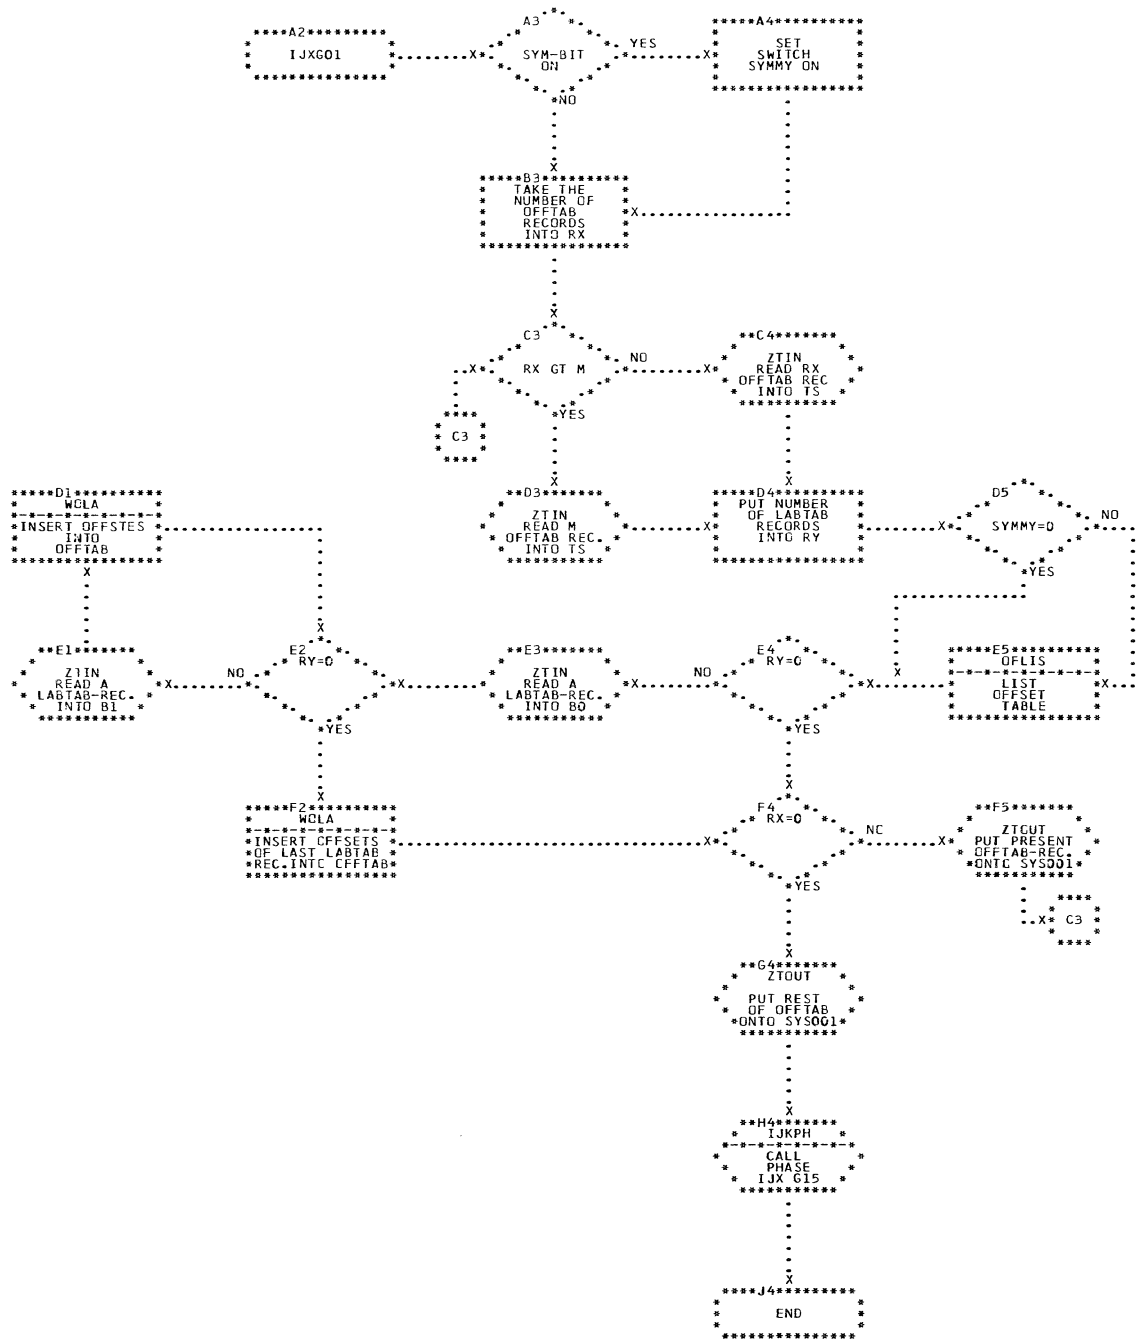 A2
IJXG01
A3
SYM-BIT
ON
YES
NO
A4
SET
SWITCH
SYMMY ON
B3
TAKE THE
NUMBER OF
OFFTAB
RECORDS
INTO RX
C3
RX GT M
NO
YES
C3
C4
ZTIN
READ RX
OFFTAB REC
INTO TS
D1
WOLA
INSERT OFFSTES
INTO
OFFTAB
D3
ZTIN
READ M
OFFTAB REC.
INTO TS
D4
PUT NUMBER
OF LABTAB
RECORDS
INTO RY
D5
SYMMY=0
NO
YES
E1
ZTIN
READ A
LABTAB-REC.
INTO B1
E2
RY=0
NO
YES
E3
ZTIN
READ A
LABTAB-REC.
INTO B0
E4
RY=0
NO
YES
E5
OFLIS
LIST
OFFSET
TABLE
F2
WOLA
INSERT OFFSETS
OF LAST LABTAB
REC.INTO OFFTAB
F4
RX=0
NO
YES
F5
ZTOUT
PUT PRESENT
OFFTAB-REC.
ONTO SYS001
C3
G4
ZTOUT
PUT REST
OF OFFTAB
ONTO SYS001
H4
IJKPH
CALL
PHASE
IJX G15
J4
END